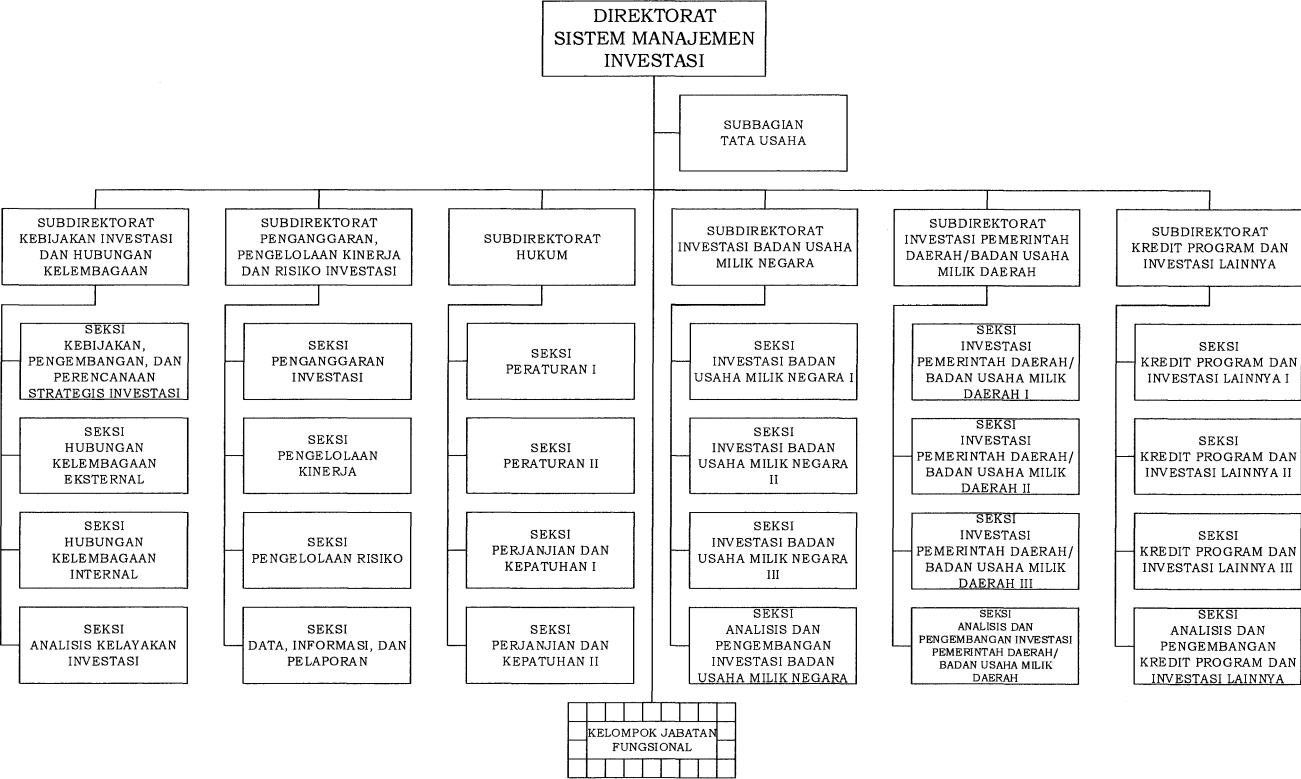 DIREKTORAT
SISTEM MANAJEMEN
INVESTASI
SUBBAGIAN
TATA USAHA
SUBDIREKTORAT
KEBIJAKAN INVESTASI
DAN HUBUNGAN
KELEMBAGAAN
SUBDIREKTORAT
PENGANGGARAN,
PENGELOLAAN KINERJA
DAN RISIKO INVESTASI
SUBDIREKTORAT
HUKUM
SUBDIREKTORAT
INVESTASI BADAN USAHA
MILIK NEGARA
SUBDIREKTORAT
INVESTASI PEMERINTAH
DAERAH/BADAN USAHA
MILIK DAERAH
SUBDIREKTORAT
KREDIT PROGRAM DAN
INVESTASI LAINNYA
SEKSI
KEBIJAKAN,
PENGEMBANGAN, DAN
PERENCANAAN
STRATEGIS INVESTASI
SEKSI
PENGANGGARAN
INVESTASI
SEKSI
PERATURAN I
SEKSI
INVESTASI BADAN
USAHA MILIK NEGARA I
SEKSI
INVESTASI
PEMERINTAH DAERAH/
BADAN USAHA MILIK
DAERAH I
SEKSI
KREDIT PROGRAM DAN
INVESTASI LAINNYA I
SEKSI
HUBUNGAN
KELEMBAGAAN
EKSTERNAL
SEKSI
PENGELOLAAN
KINERJA
SEKSI
PERATURAN II
SEKSI
INVESTASI BADAN
USAHA MILIK NEGARA
II
SEKSI
INVESTASI
PEMERINTAH DAERAH/
BADAN USAHA MILIK
DAERAH II
SEKSI
KREDIT PROGRAM DAN
INVESTASI LAINNYA II
SEKSI
HUBUNGAN
KELEMBAGAAN
INTERNAL
SEKSI
PENGELOLAAN RISIKO
SEKSI
PERJANJIAN DAN
KEPATUHAN I
SEKSI
INVESTASI BADAN
USAHA MILIK NEGARA
III
SEKSI
INVESTASI
PEMERINTAH DAERAH/
BADAN USAHA MILIK
DAERAH III
SEKSI
KREDIT PROGRAM DAN
INVESTASI LAINNYA III
SEKSI
ANALISIS KELAYAKAN
INVESTASI
SEKSI
DATA, INFORMASI, DAN
PELAPORAN
SEKSI
PERJANJIAN DAN
KEPATUHAN II
SEKSI
ANALISIS DAN
PENGEMBANGAN
INVESTASI BADAN
USAHA MILIK NEGARA
SEKSI
ANALISIS DAN
PENGEMBANGAN INVESTASI
PEMERINTAH DAERAH/
BADAN USAHA MILIK
DAERAH
SEKSI
ANALISIS DAN
PENGEMBANGAN
KREDIT PROGRAM DAN
INVESTASI LAINNYA
KELOMPOK JABATAN
FUNGSIONAL